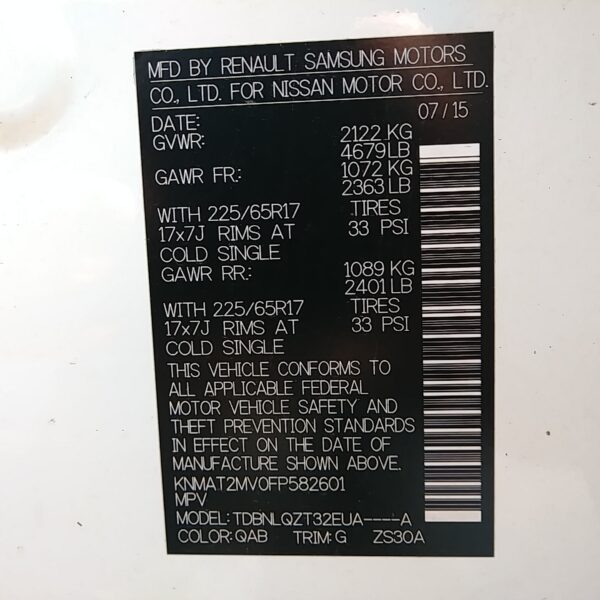 MFD BY RENAULT SAMSUNG MOTORS
CO., LTD. FOR NISSAN MOTOR CO., LTD.
DATE: 07/15
GVWR: 2122 KG
4679LB
GAWR FR: 1072 KG
2363 LB
WITH 225/65R17 TIRES
17x7J RIMS AT 33 PSI
COLD SINGLE
GAWR RR: 1089 KG
2401 LB
WITH 225/65R17 TIRES
17x7J RIMS AT 33 PSI
COLD SINGLE
THIS VEHICLE CONFORMS TO
ALL APPLICABLE FEDERAL
MOTOR VEHICLE SAFETY AND
THEFT PREVENTION STANDARDS
IN EFFECT ON THE DATE OF
MANUFACTURE SHOWN ABOVE.
KNMAT2MV0FP582601
MPV
MODEL: TDBNLQZT32EUA----A
COLOR: QAB TRIM: G ZS30A